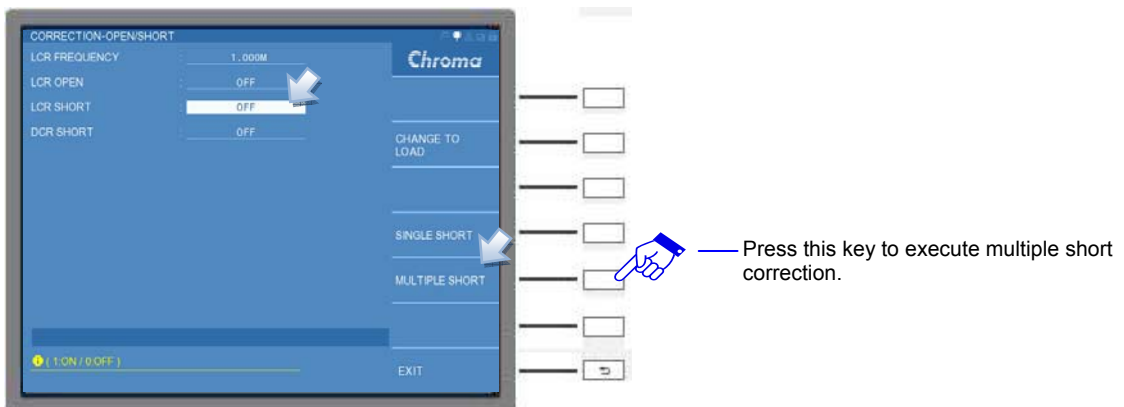 CORRECTION-OPEN/SHORT
LCR FREQUENCY : 1.000M
LCR OPEN : OFF
LCR SHORT : OFF
DCR SHORT : OFF
Chroma
CHANGE TO
LOAD
SINGLE SHORT
MULTIPLE SHORT
EXIT
( 1:ON / 0:OFF )
Press this key to execute multiple short
correction.